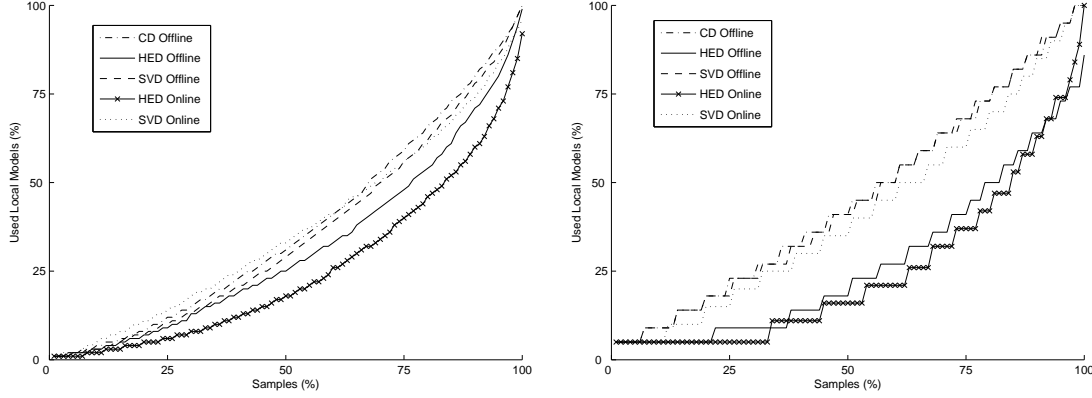 100
75
50
25
0
Used Local Models (%)
CD Offline
HED Offline
SVD Offline
HED Online
SVD Online
0
25
50
75
100
Samples (%)
100
75
50
25
0
Used Local Models (%)
CD Offline
HED Offline
SVD Offline
HED Online
SVD Online
0
25
50
75
100
Samples (%)